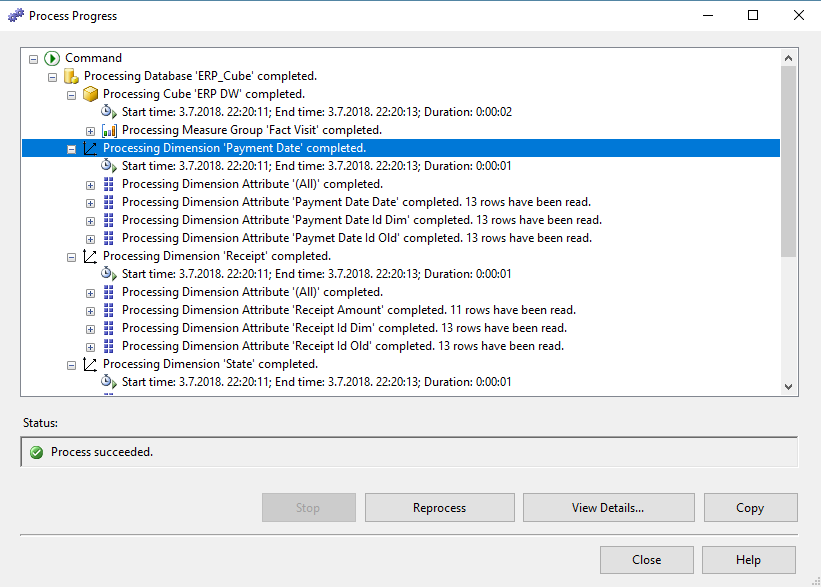 Process Progress
Command
Processing Database 'ERP_Cube' completed.
Processing Cube 'ERP DW' completed.
Start time: 3.7.2018. 22:20:11; End time: 3.7.2018. 22:20:13; Duration: 0:00:02
Processing Measure Group 'Fact Visit' completed.
Processing Dimension 'Payment Date' completed.
Start time: 3.7.2018. 22:20:11; End time: 3.7.2018. 22:20:13; Duration: 0:00:01
Processing Dimension Attribute '(All)' completed.
Processing Dimension Attribute 'Payment Date Date' completed. 13 rows have been read.
Processing Dimension Attribute 'Payment Date Id Dim' completed. 13 rows have been read.
Processing Dimension Attribute 'Paymet Date Id Old' completed. 13 rows have been read.
Processing Dimension 'Receipt' completed.
Start time: 3.7.2018. 22:20:11; End time: 3.7.2018. 22:20:13; Duration: 0:00:01
Processing Dimension Attribute '(All)' completed.
Processing Dimension Attribute 'Receipt Amount' completed. 11 rows have been read.
Processing Dimension Attribute 'Receipt Id Dim' completed. 13 rows have been read.
Processing Dimension Attribute 'Receipt Id Old' completed. 13 rows have been read.
Processing Dimension 'State' completed.
Start time: 3.7.2018. 22:20:11; End time: 3.7.2018. 22:20:13; Duration: 0:00:01
Status:
Process succeeded.
Stop Reprocess View Details... Copy
Close Help